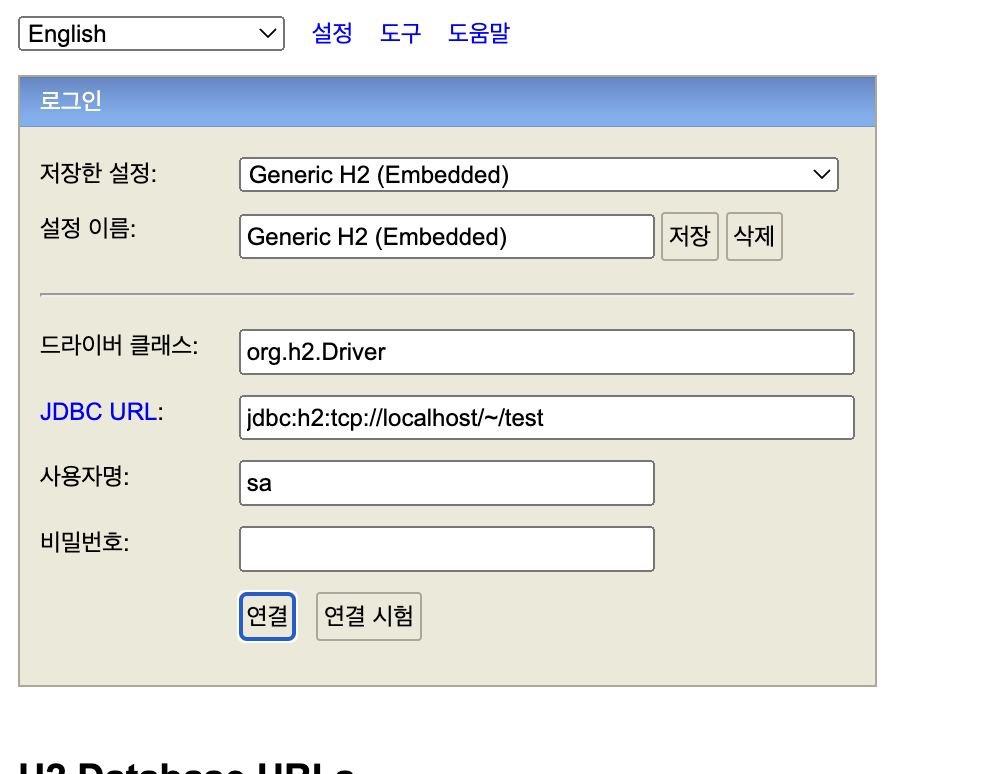 English 설정 도구 도움말
로그인
저장한 설정: Generic H2 (Embedded)
설정 이름: Generic H2 (Embedded) 저장 삭제
드라이버 클래스: org.h2.Driver
JDBC URL: jdbc:h2:tcp://localhost/~/test
사용자명: sa
비밀번호:
연결 연결 시험
H2 Database URLs